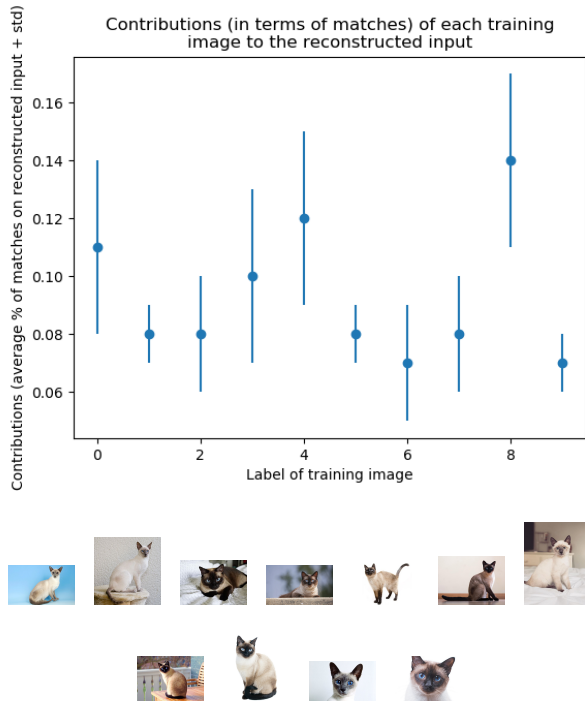 Contributions (in terms of matches) of each training
image to the reconstructed input
Contributions (average % of matches on reconstructed input + std)
0.16
0.14
0.12
0.10
0.08
0.06
0
2
4
6
8
Label of training image